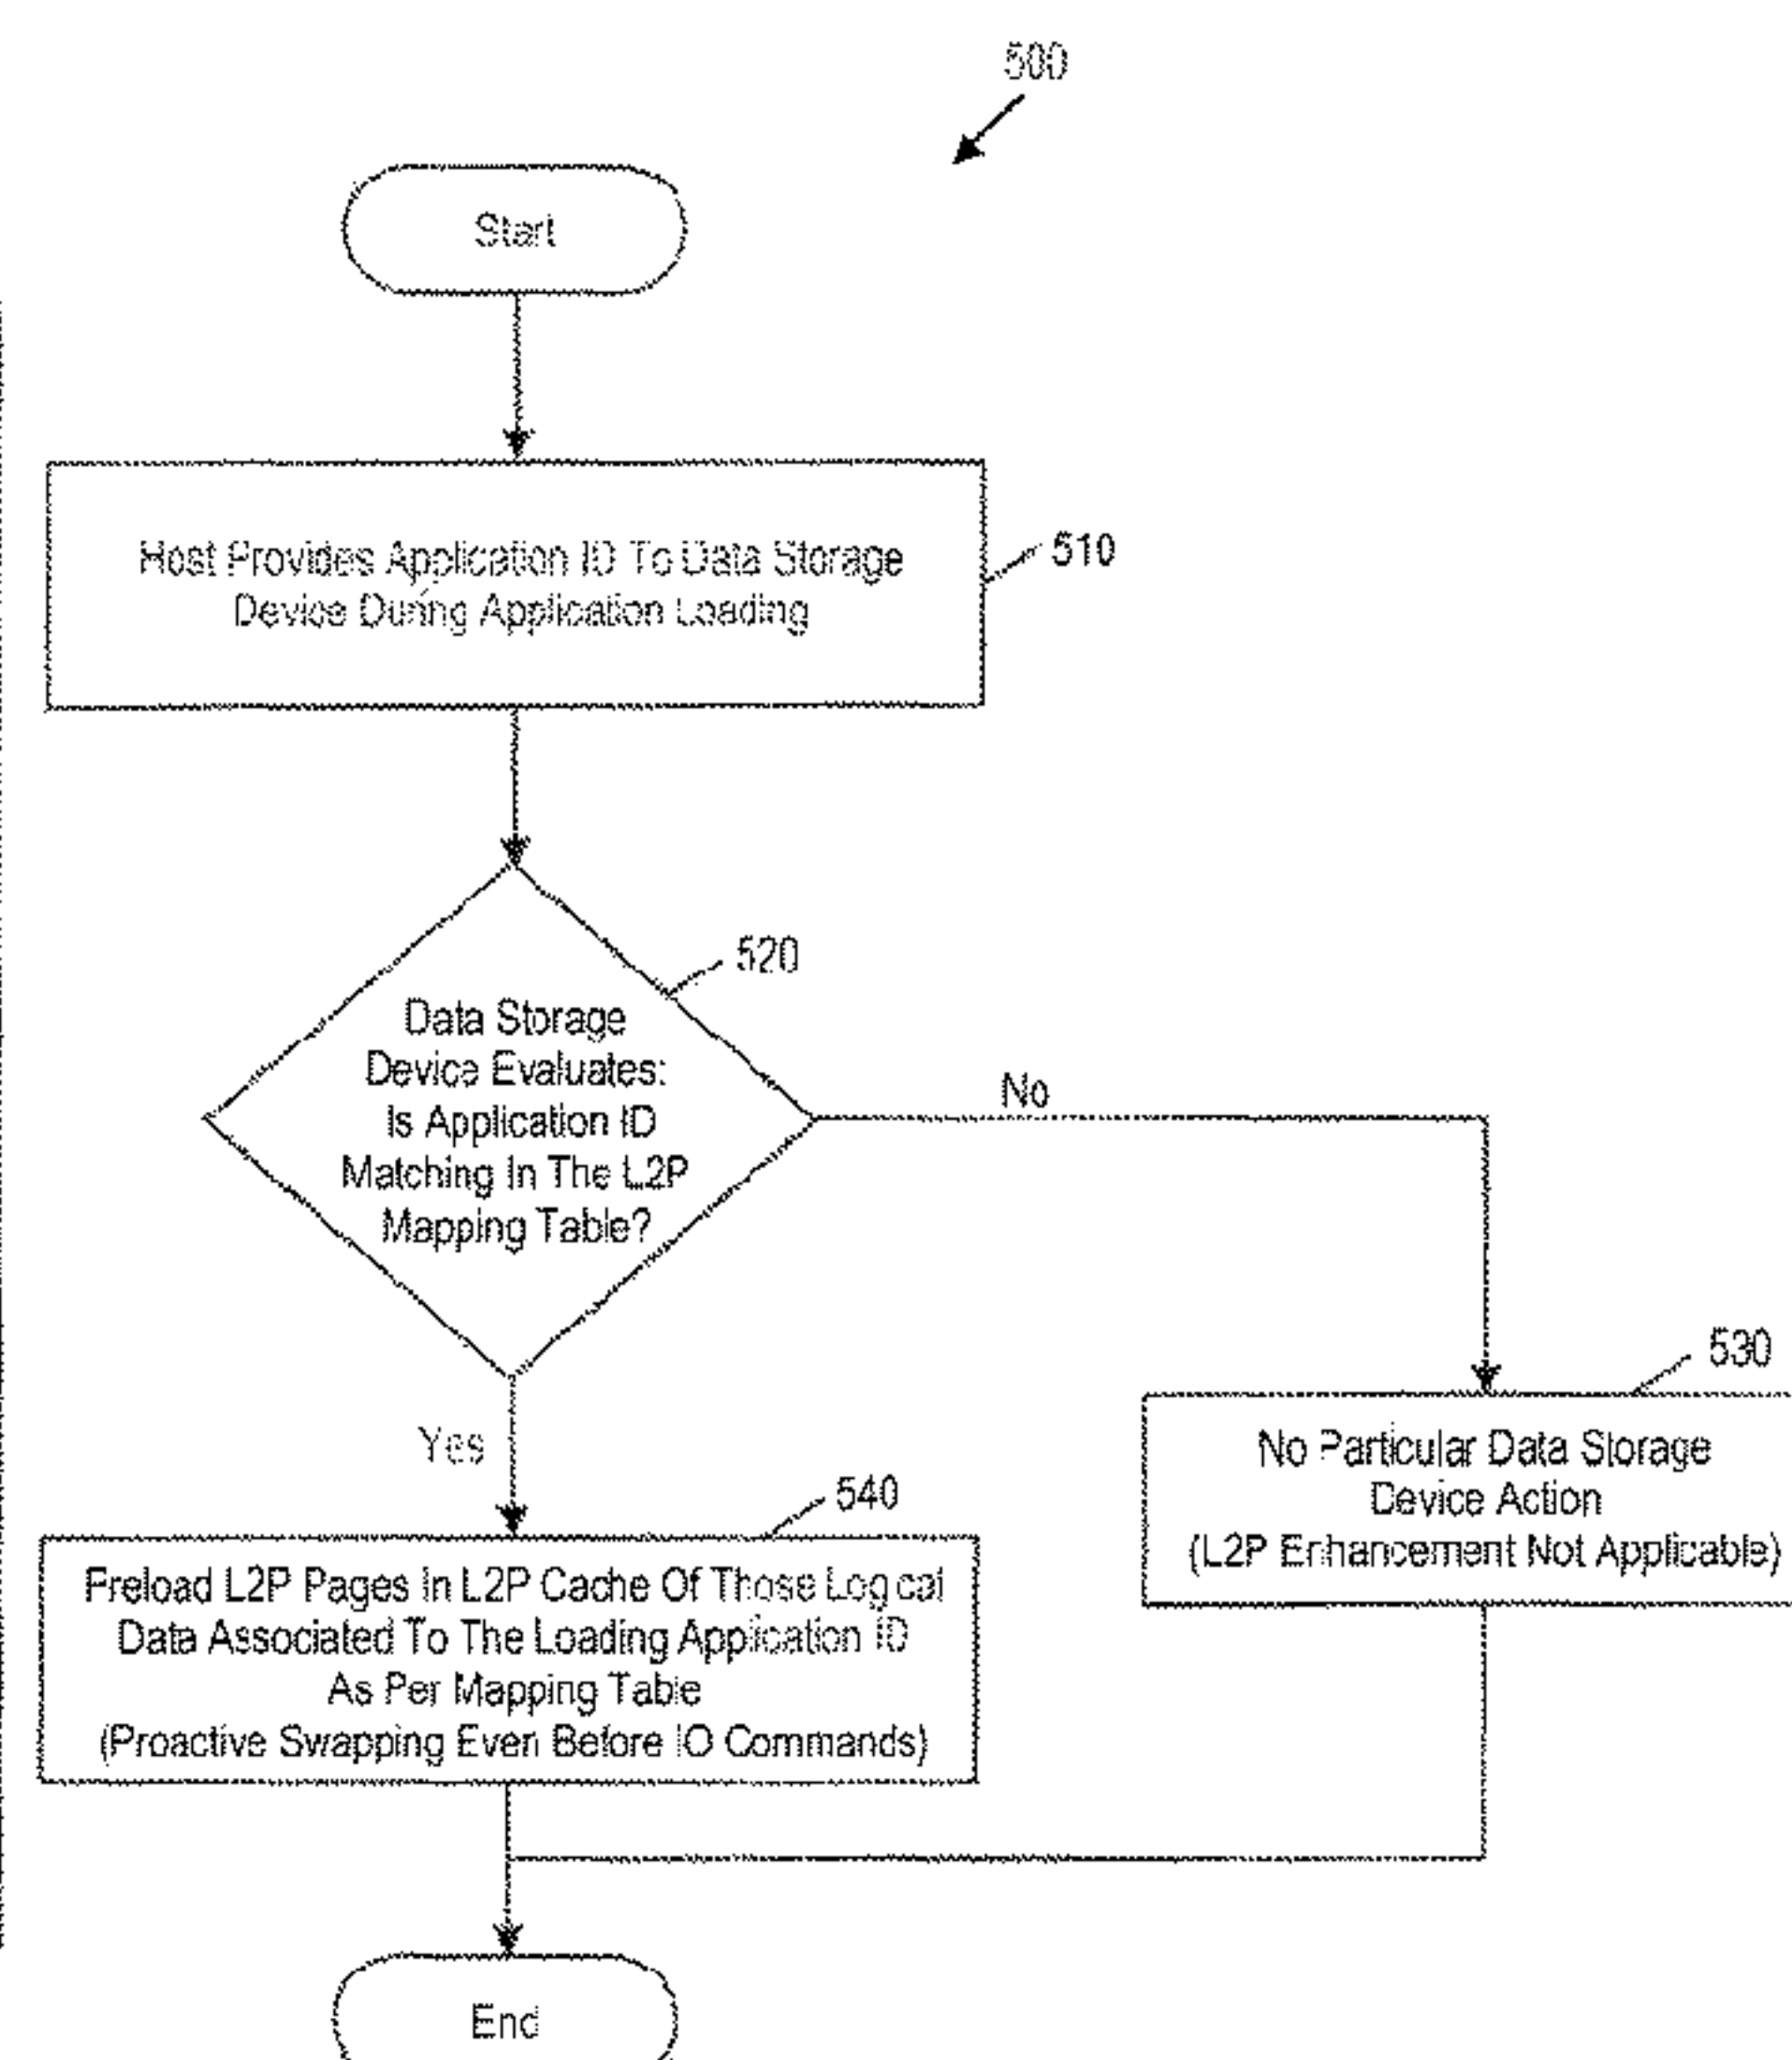 500
Start
Host Provides Application ID To Data Storage
Device During Application Loading
510
520
Data Storage
Device Evaluates:
Is Application ID
Matching In The L2P
Mapping Table?
No
Yes
530
No Particular Data Storage
Device Action
(L2P Enhancement Not Applicable)
540
Preload L2P Pages In L2P Cache Of Those Logical
Data Associated To The Loading Application ID
As Per Mapping Table
(Proactive Swapping Even Before IO Commands)
End